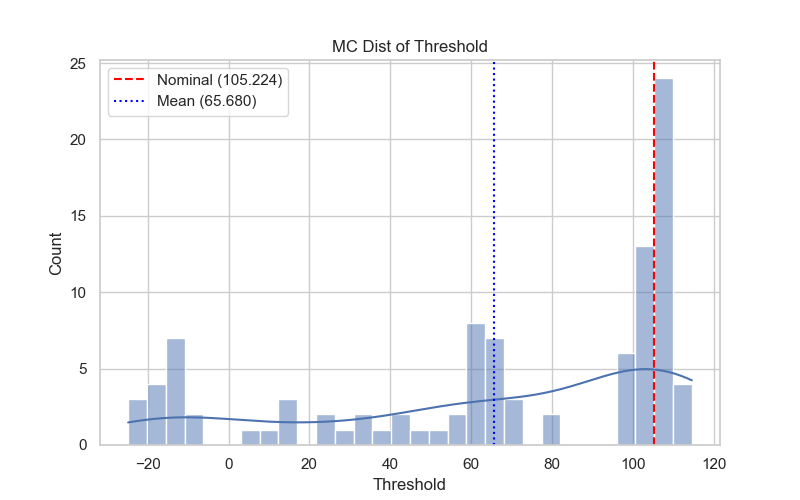 MC Dist of Threshold
Nominal (105.224)
Mean (65.680)
25
20
15
10
5
0
Count
−20 0 20 40 60 80 100 120
Threshold